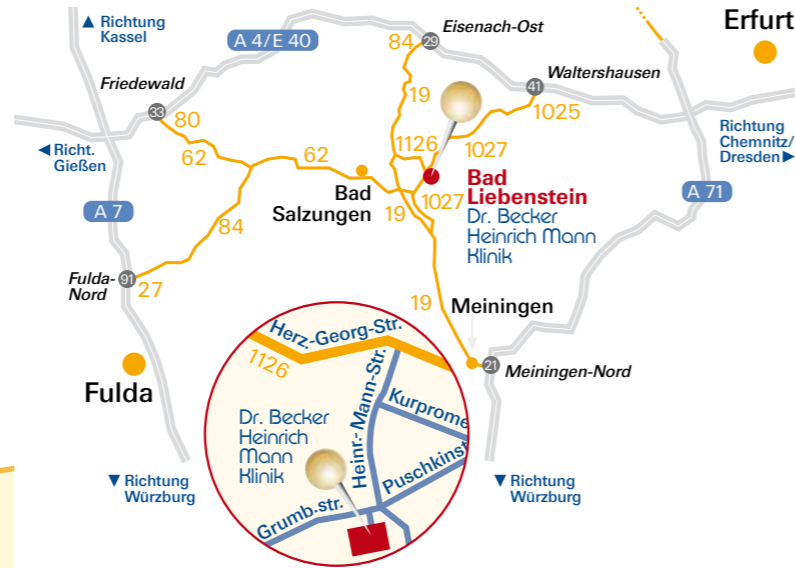 ▲ Richtung
Kassel
A 4/E 40
84
29
Eisenach-Ost
Erfurt
Friedewald
33
80
62
62
19
41
Waltershausen
1025
1126
1027
◀ Richt.
Gießen
Richtung
Chemnitz/
Dresden ▶
A 7
84
Bad
Salzungen
19
1027
Bad
Liebenstein
Dr. Becker
Heinrich Mann
Klinik
A 71
Fulda-
Nord
91
27
19
Meiningen
21
Meiningen-Nord
Fulda
Herz.-Georg-Str.
1126
Heinr.- Mann-Str.
Kurprome
Dr. Becker
Heinrich
Mann
Klinik
Puschkinst
Grumb.str.
▼ Richtung
Würzburg
▼ Richtung
Würzburg